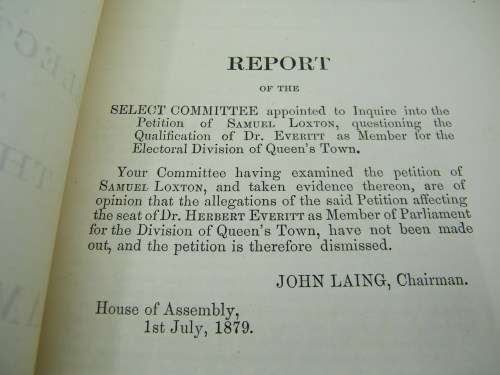 REPORT
OF THE
SELECT COMMITTEE appointed to Inquire into the
Petition of SAMUEL LOXTON, questioning the
Qualification of Dr. EVERITT as Member for the
Electoral Division of Queen's Town.
Your Committee having examined the petition of
SAMUEL LOXTON, and taken evidence thereon, are of
opinion that the allegations of the said Petition affecting
the seat of Dr. HERBERT EVERITT as Member of Parliament
for the Division of Queen's Town, have not been made
out, and the petition is therefore dismissed.
JOHN LAING, Chairman.
House of Assembly,
1st July, 1879.